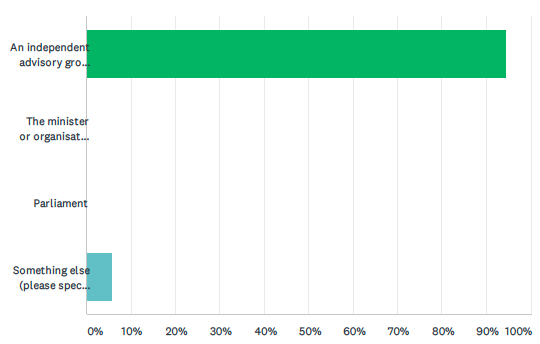 An independent
advisory gro...
The minister
or organisat...
Parliament
Something else
(please spec...
0% 10% 20% 30% 40% 50% 60% 70% 80% 90% 100%